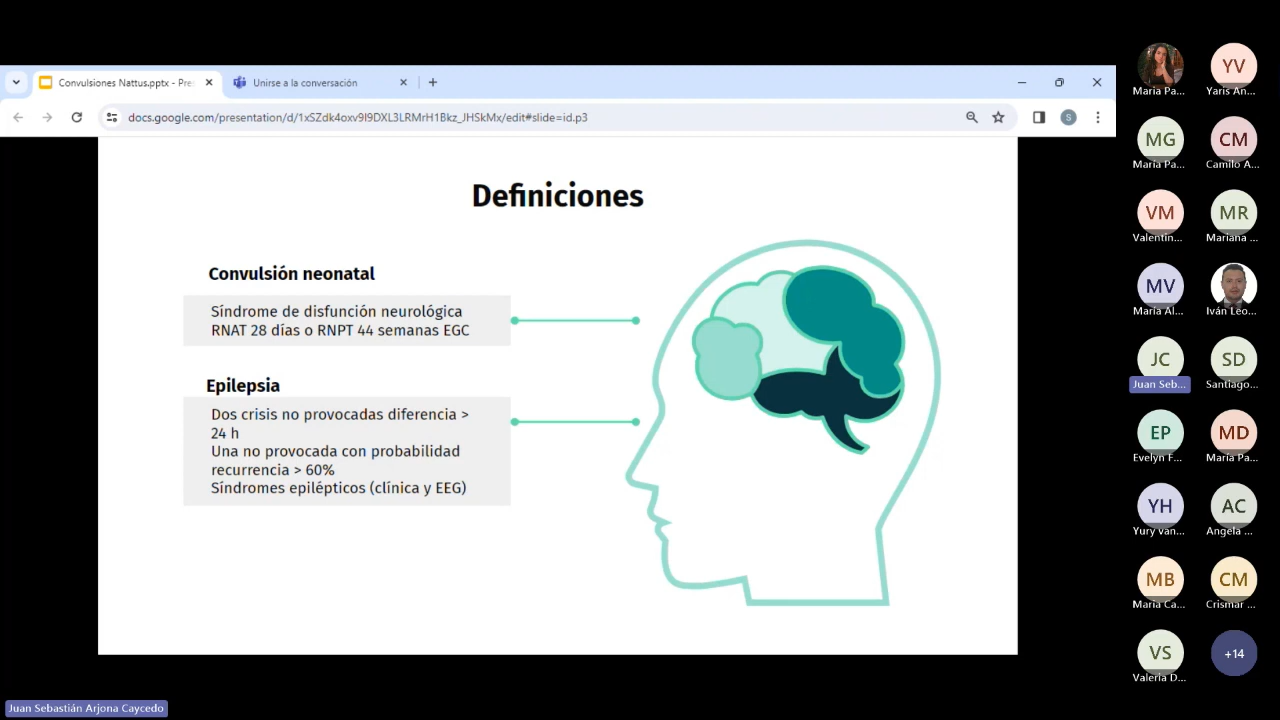 Convulsiones Nattus.pptx - Pre
Unirse a la conversación
docs.google.com/presentation/d/1xSZdk4oxv9I9DXL3LRMrH1Bkz_JHSkMx/edit#slide=id.p3
S
Definiciones
Convulsión neonatal
Síndrome de disfunción neurológica
RNAT 28 días o RNPT 44 semanas EGC
Epilepsia
Dos crisis no provocadas diferencia >
24 h
Una no provocada con probabilidad
recurrencia > 60%
Síndromes epilépticos (clínica y EEG)
YV
Maria Pa...
Yaris An...
MG
CM
Maria Pa...
Camilo A...
VM
MR
Valentin...
Mariana ...
MV
María Al...
Iván Leo...
JC
SD
Juan Seb...
Santiago...
EP
MD
Evelyn F...
María Pa...
YH
AC
Yury van...
Angela ...
MB
CM
Maria Ca...
Crismar ...
VS
+14
Valeria D...
Juan Sebastián Arjona Caycedo